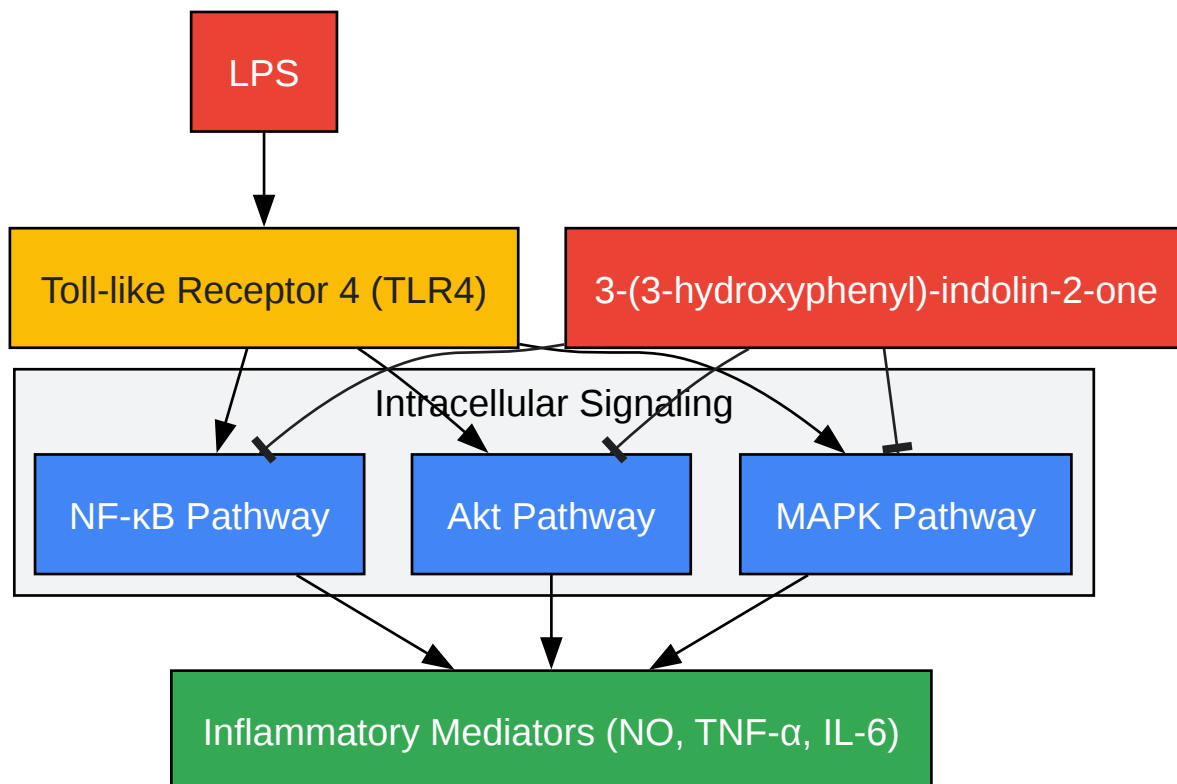 LPS
Toll-like Receptor 4 (TLR4)
3-(3-hydroxyphenyl)-indolin-2-one
Intracellular Signaling
NF-κB Pathway
Akt Pathway
MAPK Pathway
Inflammatory Mediators (NO, TNF-α, IL-6)